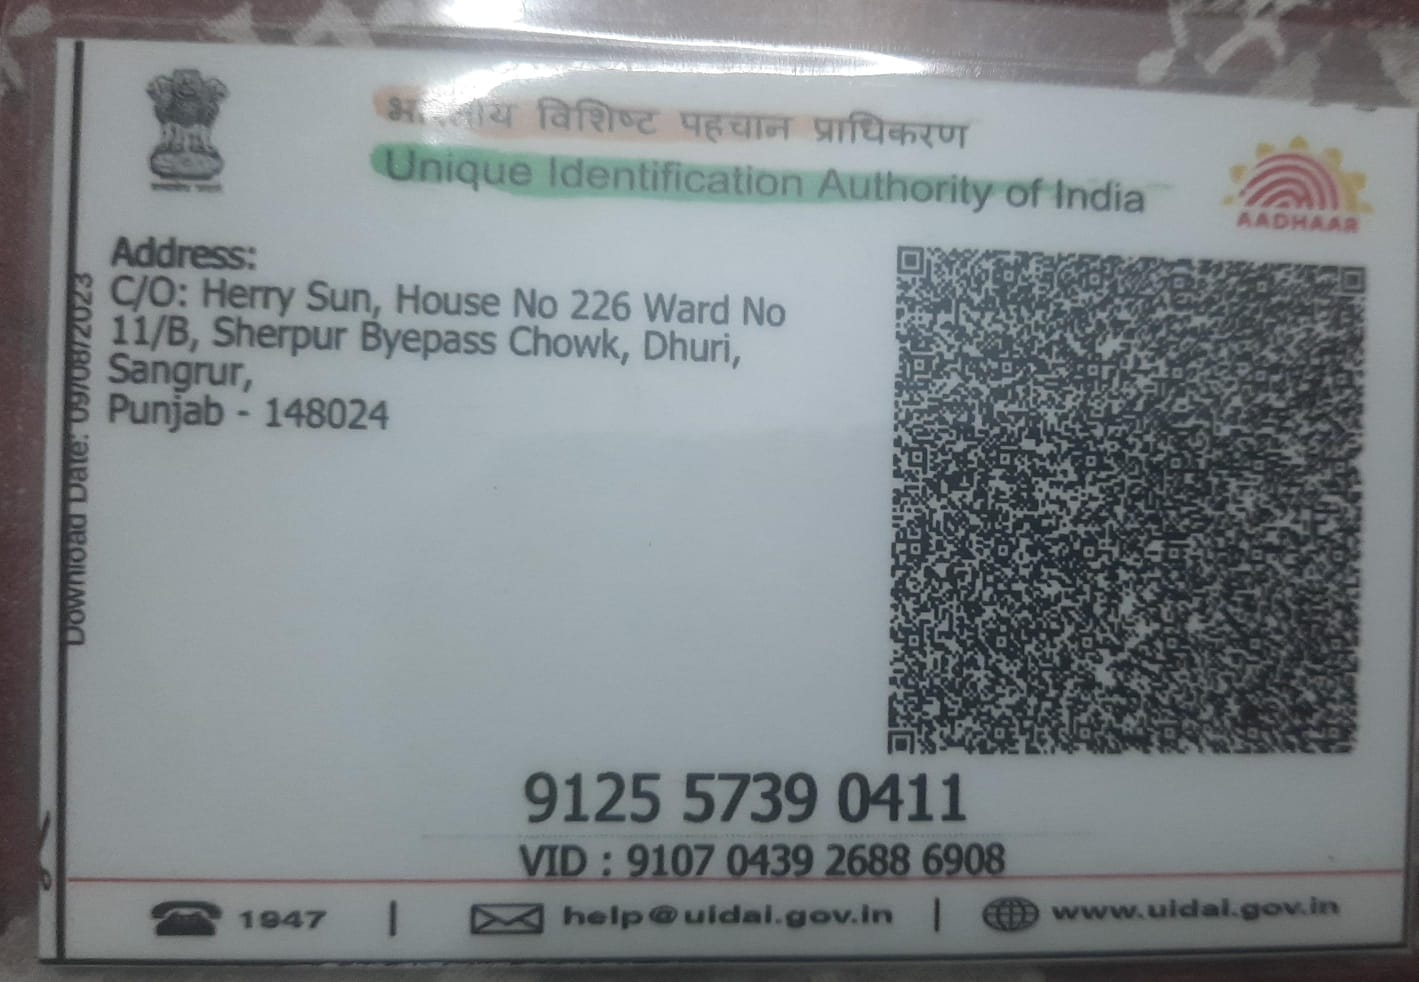 भारतीय विशिष्ट पहचान प्राधिकरण
Unique Identification Authority of India
AADHAAR
Address:
C/O: Herry Sun, House No 226 Ward No
11/B, Sherpur Byepass Chowk, Dhuri,
Sangrur,
Punjab - 148024
Download Date: 09/08/2023
9125 5739 0411
VID : 9107 0439 2688 6908
1947 | help@uidai.gov.in | www.uidai.gov.in